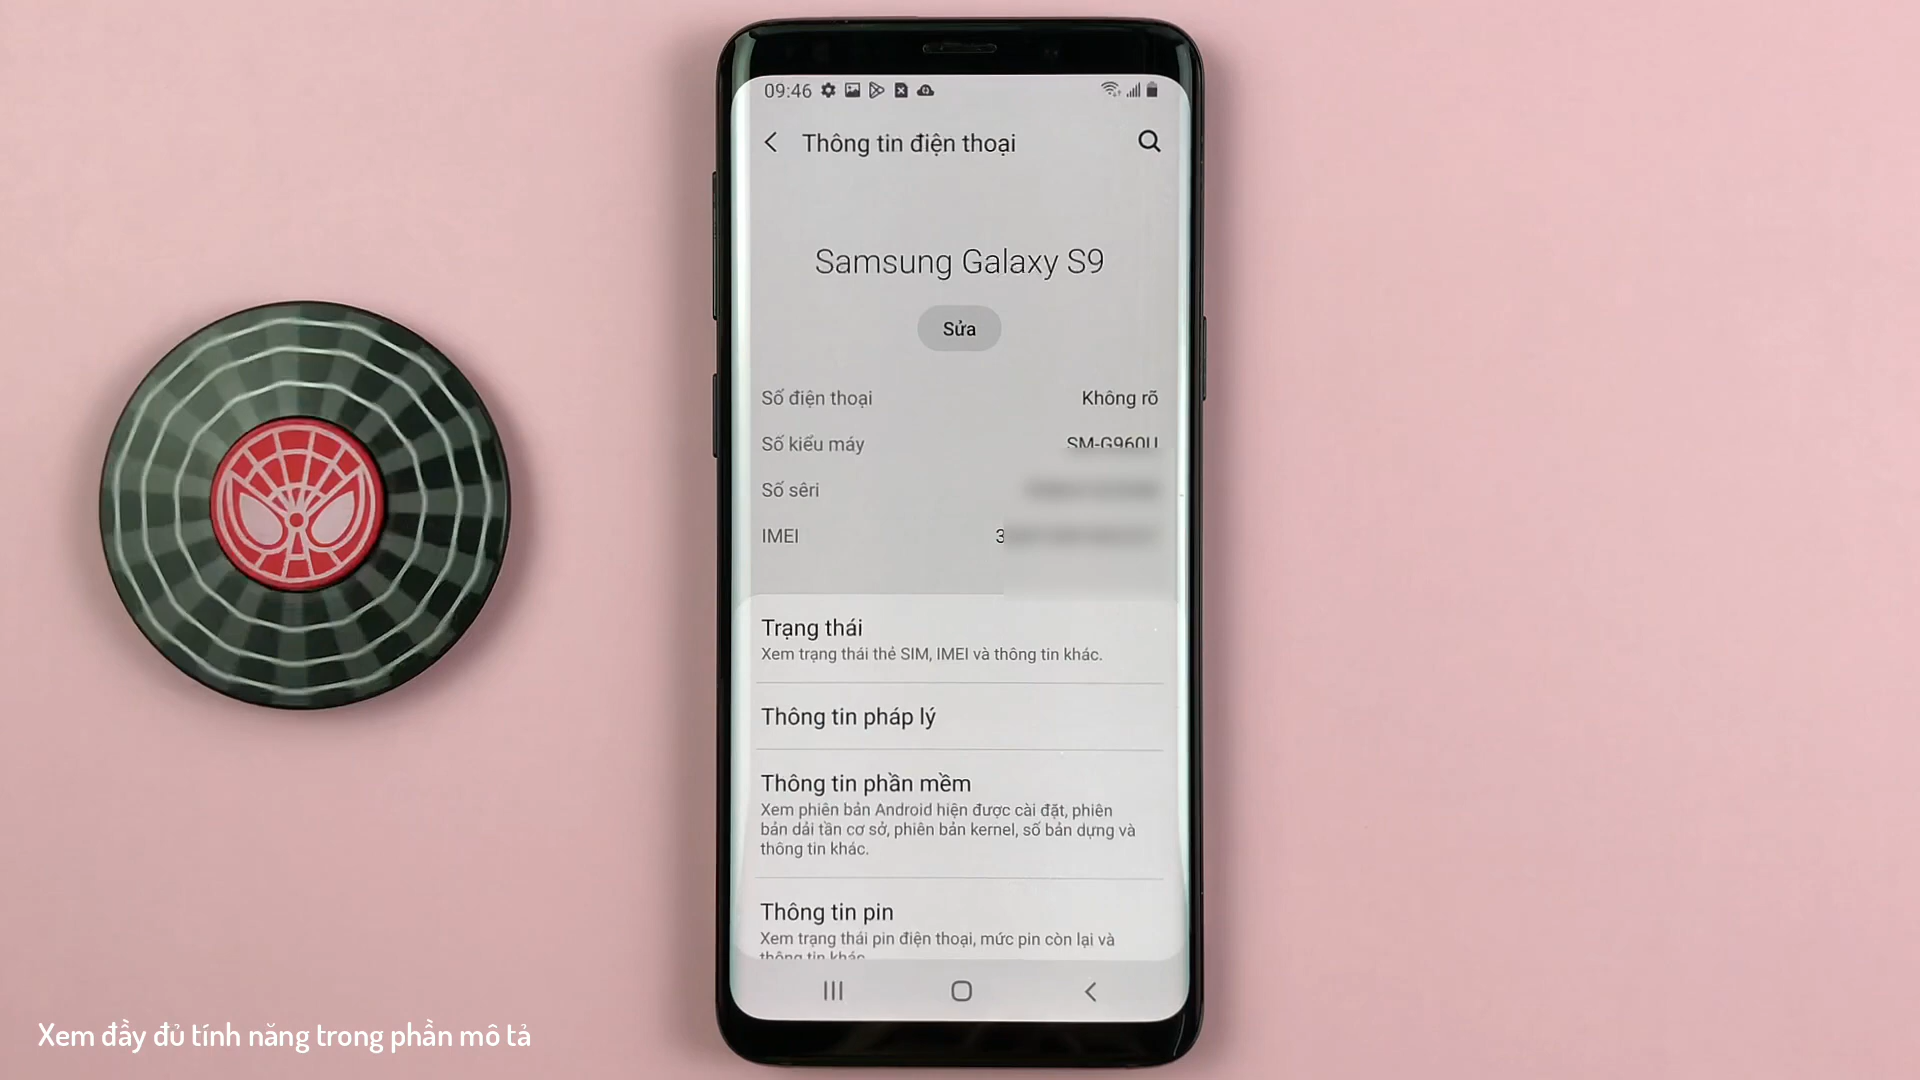 09:46
Thông tin điện thoại
Samsung Galaxy S9
Sửa
Số điện thoại Không rõ
Số kiểu máy SM-G960U
Số sêri
IMEI 3
Trạng thái
Xem trạng thái thẻ SIM, IMEI và thông tin khác.
Thông tin pháp lý
Thông tin phần mềm
Xem phiên bản Android hiện được cài đặt, phiên
bản dải tần cơ sở, phiên bản kernel, số bản dựng và
thông tin khác.
Thông tin pin
Xem trạng thái pin điện thoại, mức pin còn lại và
thông tin khác
Xem đầy đủ tính năng trong phần mô tả